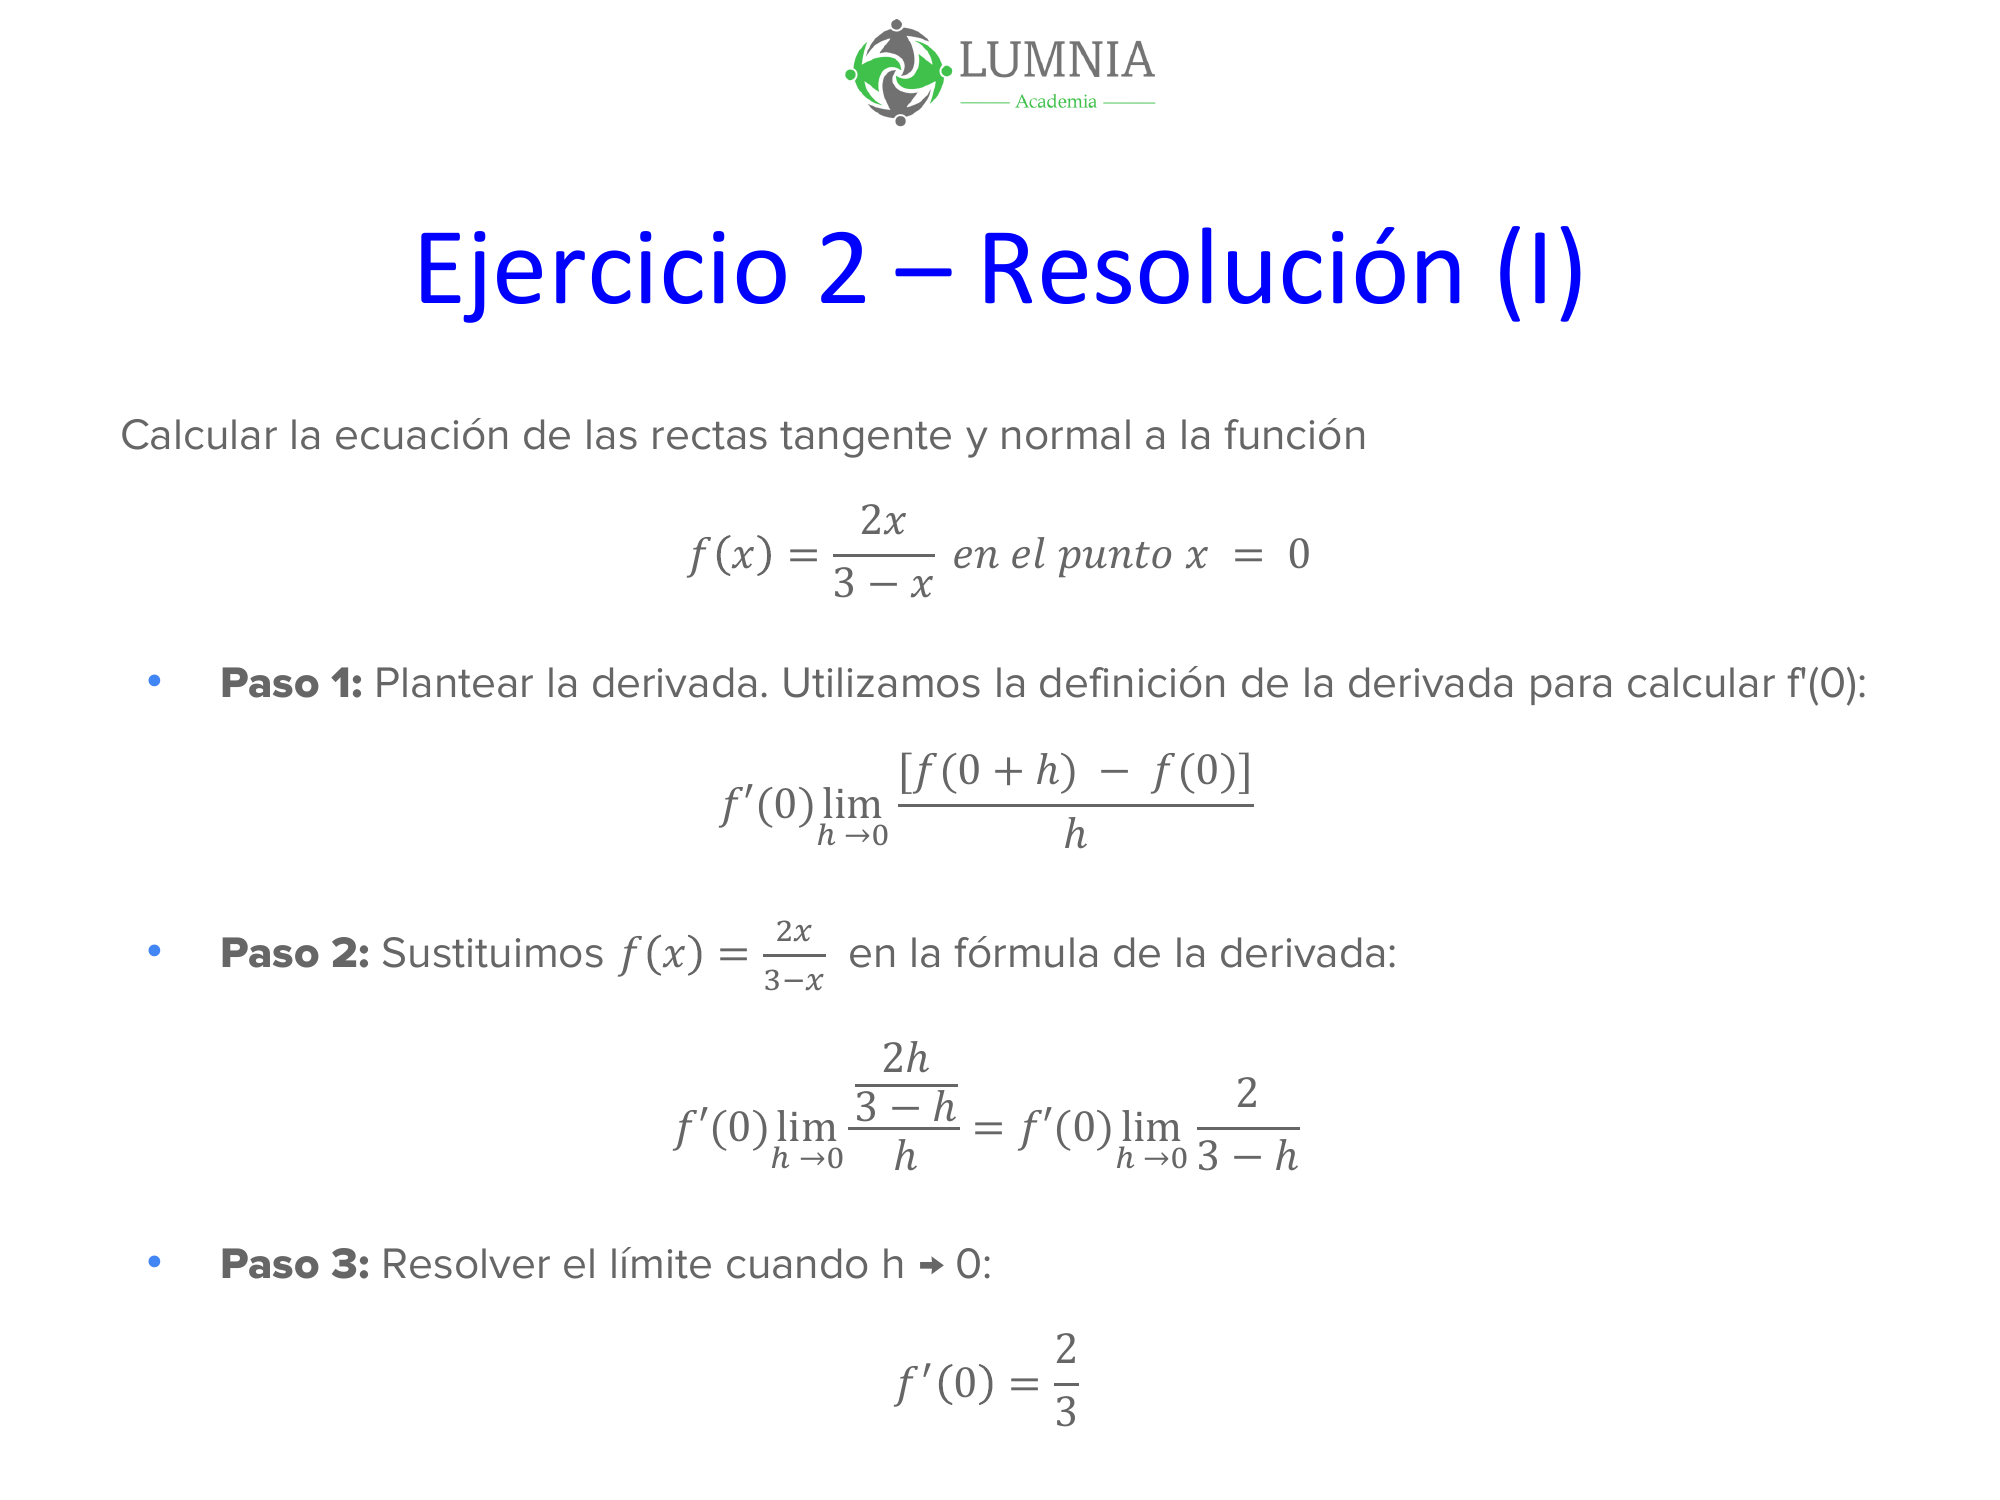 LUMNIA
Academia
Ejercicio 2 – Resolución (I)
Calcular la ecuación de las rectas tangente y normal a la función
f(x) = \frac{2x}{3 − x} en el punto x = 0
• Paso 1: Plantear la derivada. Utilizamos la definición de la derivada para calcular f'(0):
f′(0) \lim_{h →0} \frac{[f(0 + h) − f(0)]}{h}
• Paso 2: Sustituimos f(x) = \frac{2x}{3−x} en la fórmula de la derivada:
f′(0) \lim_{h →0} \frac{\frac{2h}{3 − h}}{h} = f′(0) \lim_{h →0} \frac{2}{3 − h}
• Paso 3: Resolver el límite cuando h → 0:
f′(0) = \frac{2}{3}